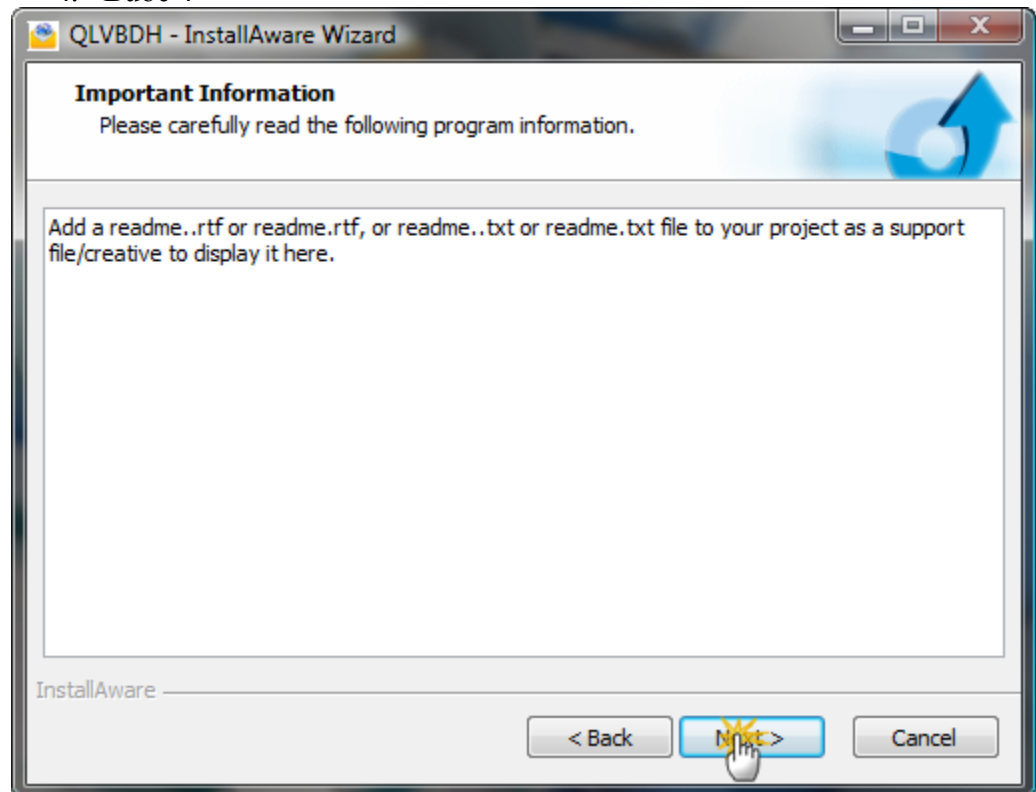 QLVBDH - InstallAware Wizard
Important Information
Please carefully read the following program information.
Add a readme..rtf or readme.rtf, or readme..txt or readme.txt file to your project as a support
file/creative to display it here.
InstallAware
< Back
Next >
Cancel